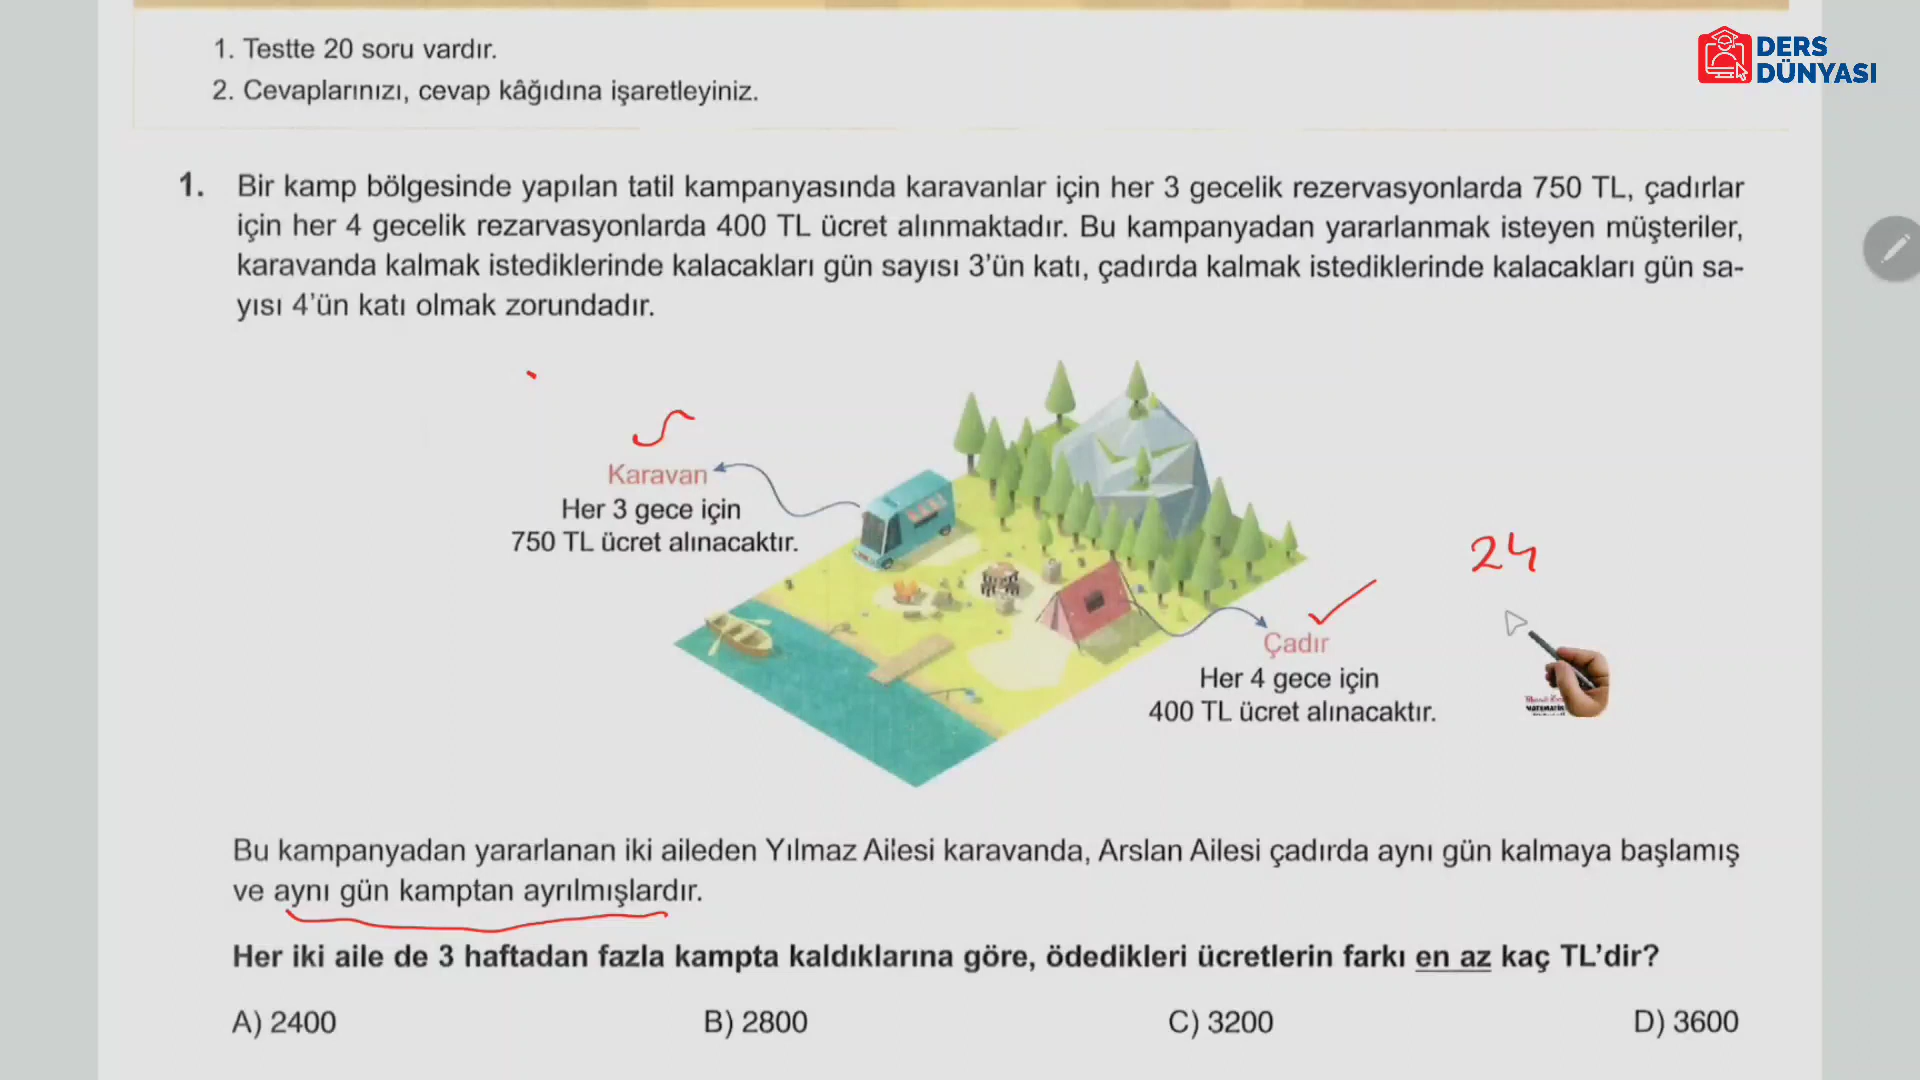 DERS
DÜNYASI
1. Testte 20 soru vardır.
2. Cevaplarınızı, cevap kâğıdına işaretleyiniz.
1. Bir kamp bölgesinde yapılan tatil kampanyasında karavanlar için her 3 gecelik rezervasyonlarda 750 TL, çadırlar
için her 4 gecelik rezarvasyonlarda 400 TL ücret alınmaktadır. Bu kampanyadan yararlanmak isteyen müşteriler,
karavanda kalmak istediklerinde kalacakları gün sayısı 3’ün katı, çadırda kalmak istediklerinde kalacakları gün sa-
yısı 4’ün katı olmak zorundadır.
Karavan
Her 3 gece için
750 TL ücret alınacaktır.
24
Çadır
Her 4 gece için
400 TL ücret alınacaktır.
Bu kampanyadan yararlanan iki aileden Yılmaz Ailesi karavanda, Arslan Ailesi çadırda aynı gün kalmaya başlamış
ve aynı gün kamptan ayrılmışlardır.
Her iki aile de 3 haftadan fazla kampta kaldıklarına göre, ödedikleri ücretlerin farkı en az kaç TL’dir?
A) 2400 B) 2800 C) 3200 D) 3600